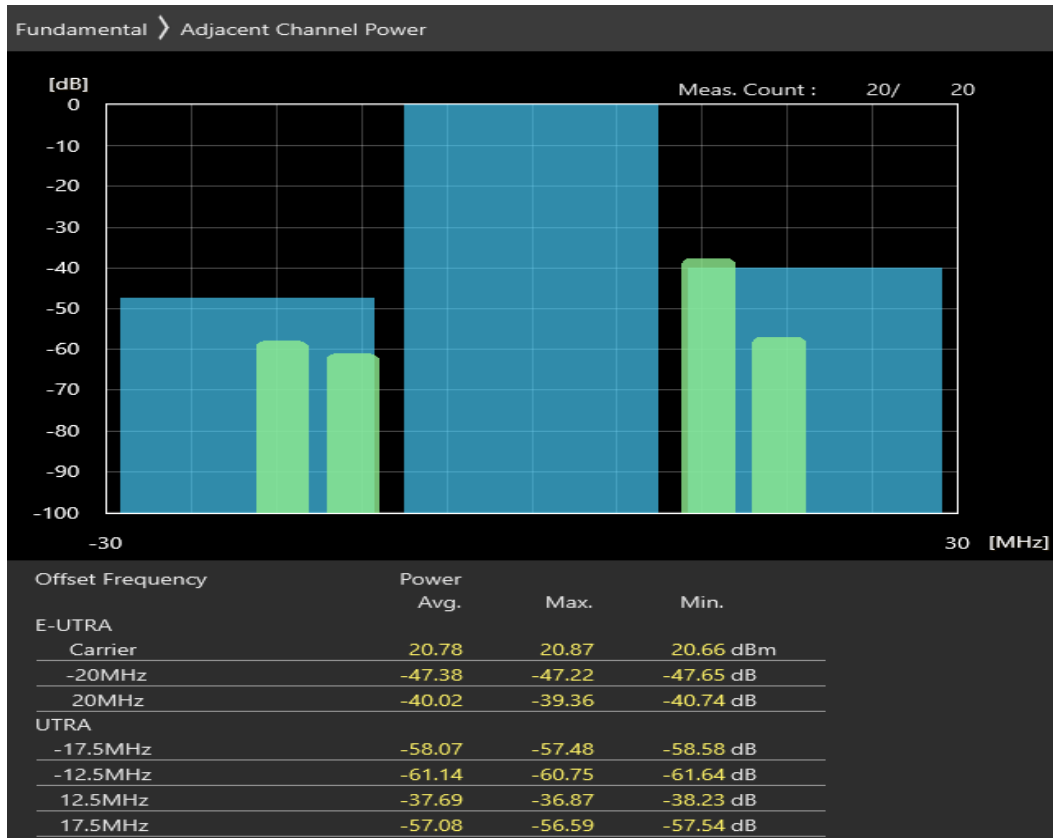 Fundamental 〉 Adjacent Channel Power
[dB]
Meas. Count : 20/ 20
0
-10
-20
-30
-40
-50
-60
-70
-80
-90
-100
-30 30 [MHz]
Offset Frequency Power
Avg. Max. Min.
E-UTRA
Carrier 20.78 20.87 20.66 dBm
-20MHz -47.38 -47.22 -47.65 dB
20MHz -40.02 -39.36 -40.74 dB
UTRA
-17.5MHz -58.07 -57.48 -58.58 dB
-12.5MHz -61.14 -60.75 -61.64 dB
12.5MHz -37.69 -36.87 -38.23 dB
17.5MHz -57.08 -56.59 -57.54 dB